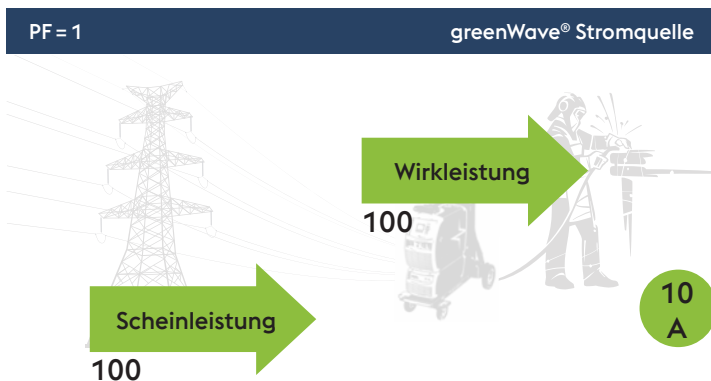 PF = 1
greenWave® Stromquelle
Wirkleistung
100
Scheinleistung
100
10
A